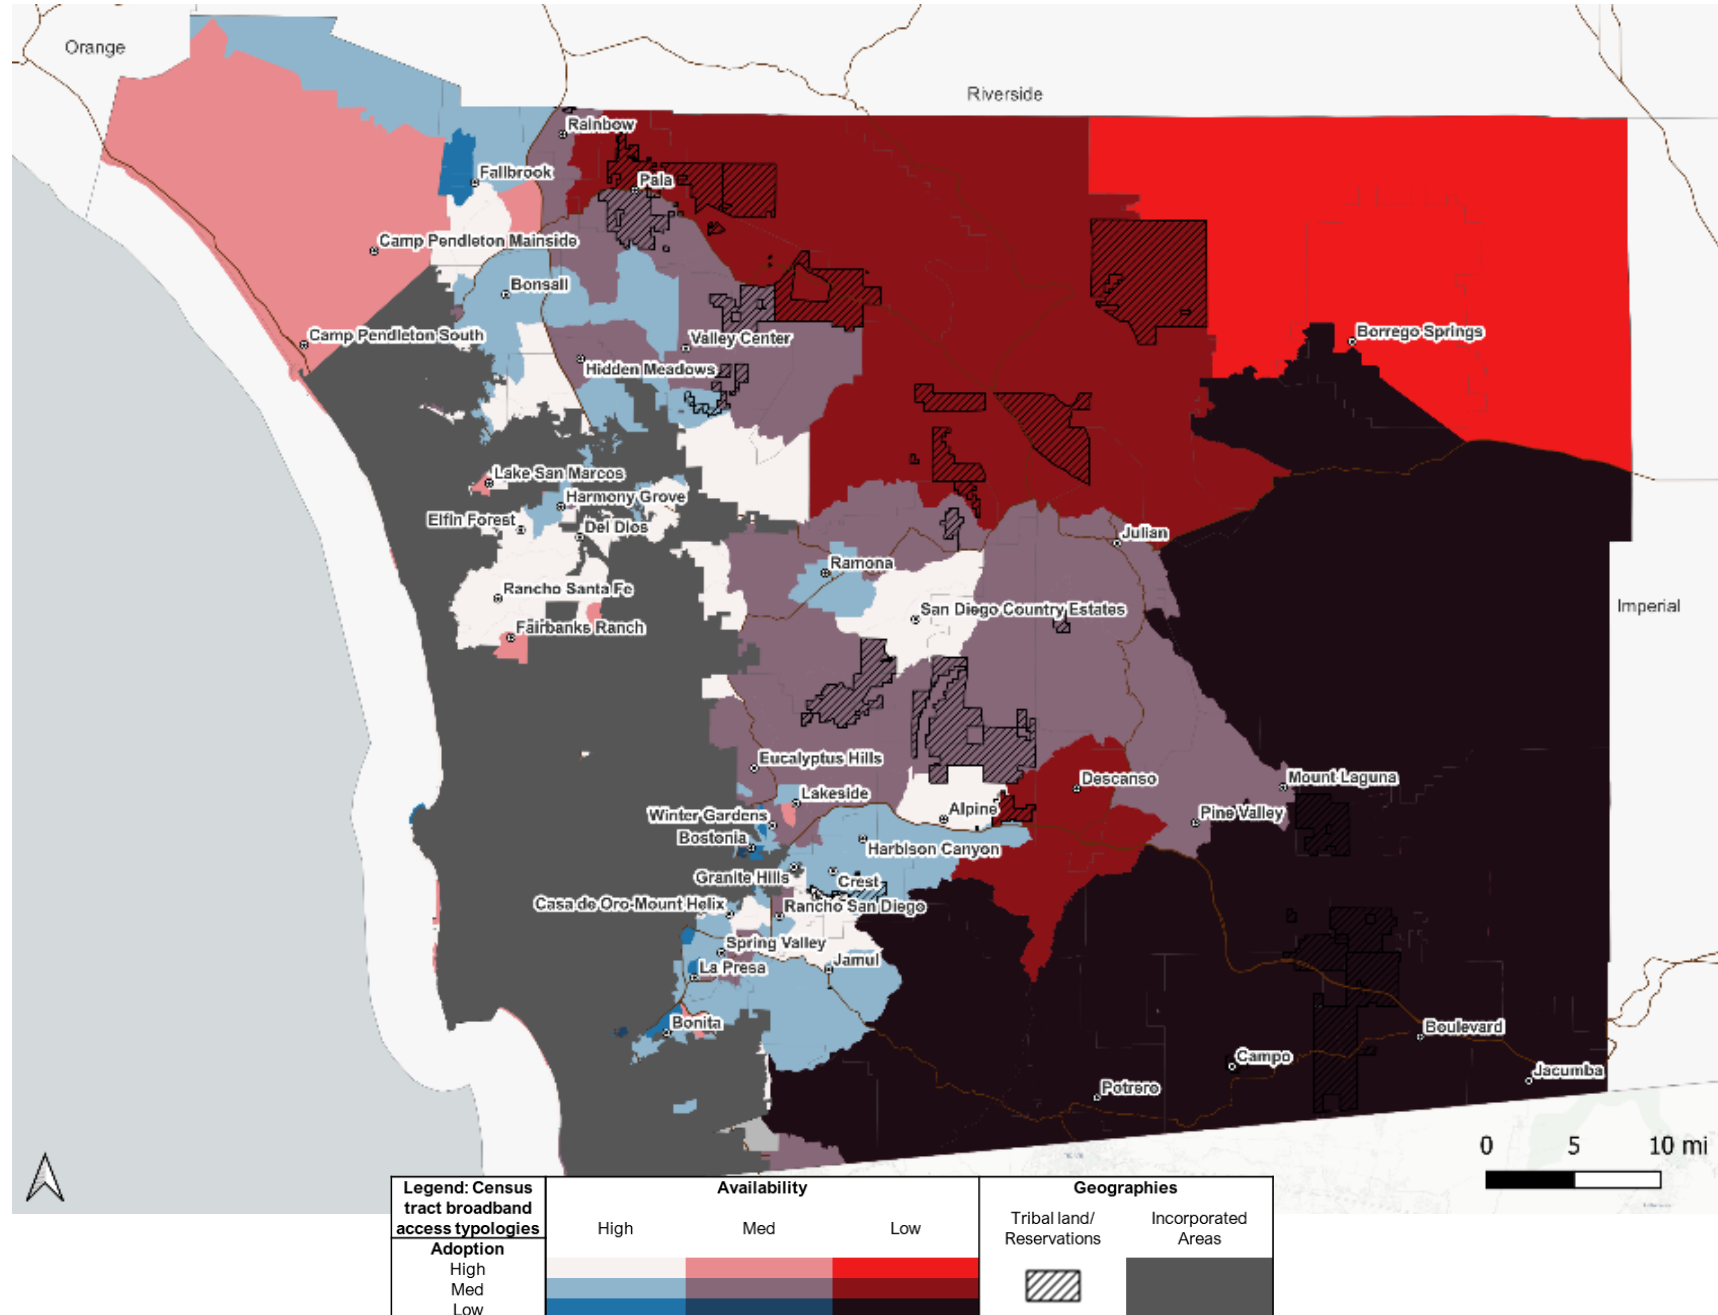 Orange
Riverside
Rainbow
Fallbrook
Pala
Camp Pendleton Mainside
Bonsall
Camp Pendleton South
Valley Center
Borrego Springs
Hidden Meadows
Lake San Marcos
Harmony Grove
Elfin Forest
Del Dios
Julian
Ramona
Rancho Santa Fe
San Diego Country Estates
Imperial
Fairbanks Ranch
Eucalyptus Hills
Descanso
Mount Laguna
Lakeside
Winter Gardens
Alpine
Pine Valley
Bostonia
Harbison Canyon
Granite Hills
Crest
Casa de Oro-Mount Helix
Rancho San Diego
Spring Valley
La Presa
Jamul
Bonita
Boulevard
Campo
Jacumba
Potrero
0 5 10 mi
Legend: Census
tract broadband
access typologies
Availability
Geographies
High Med Low
Tribal land/
Reservations
Incorporated
Areas
Adoption
High
Med
Low